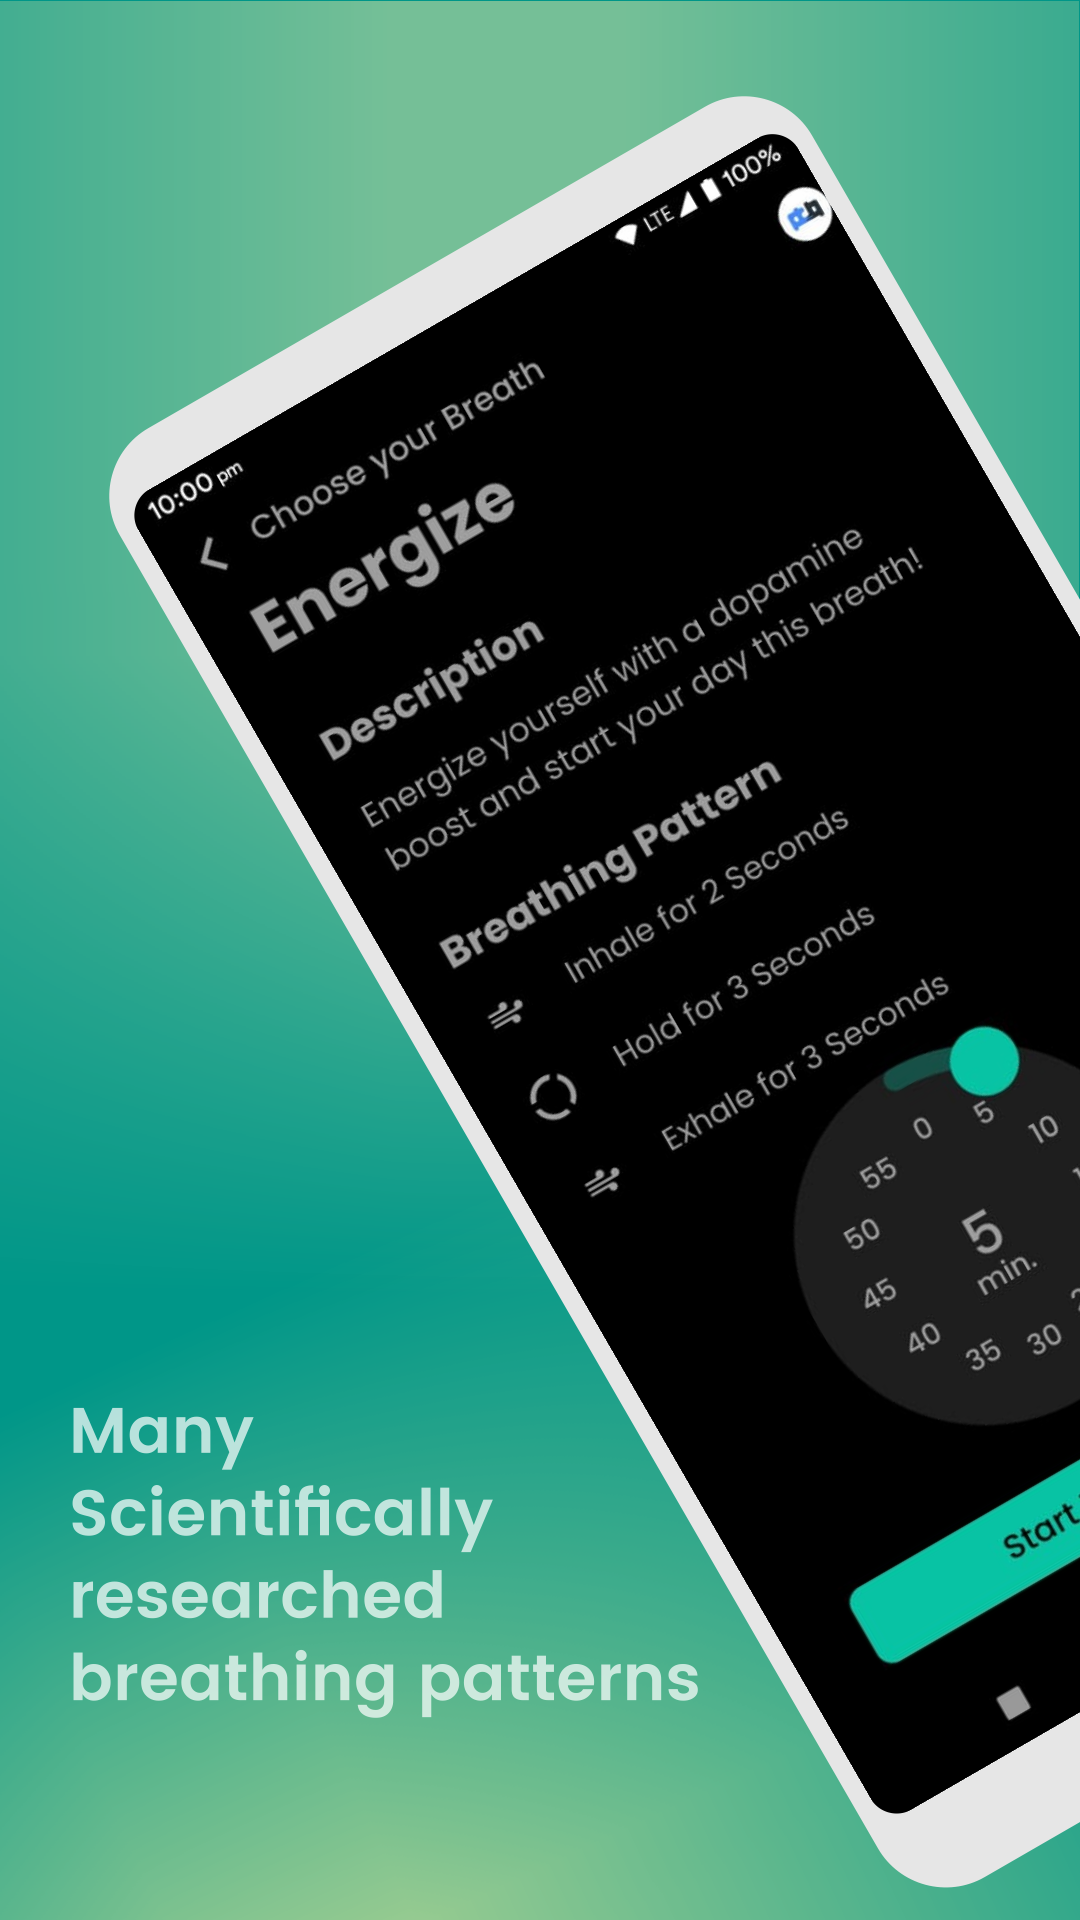 10:00 pm
LTE 100%
Choose your Breath
Energize
Description
Energize yourself with a dopamine
boost and start your day this breath!
Breathing Pattern
Inhale for 2 Seconds
Hold for 3 Seconds
Exhale for 3 Seconds
0
5
10
30
35
40
45
50
55
5
min.
Start
Many
Scientifically
researched
breathing patterns